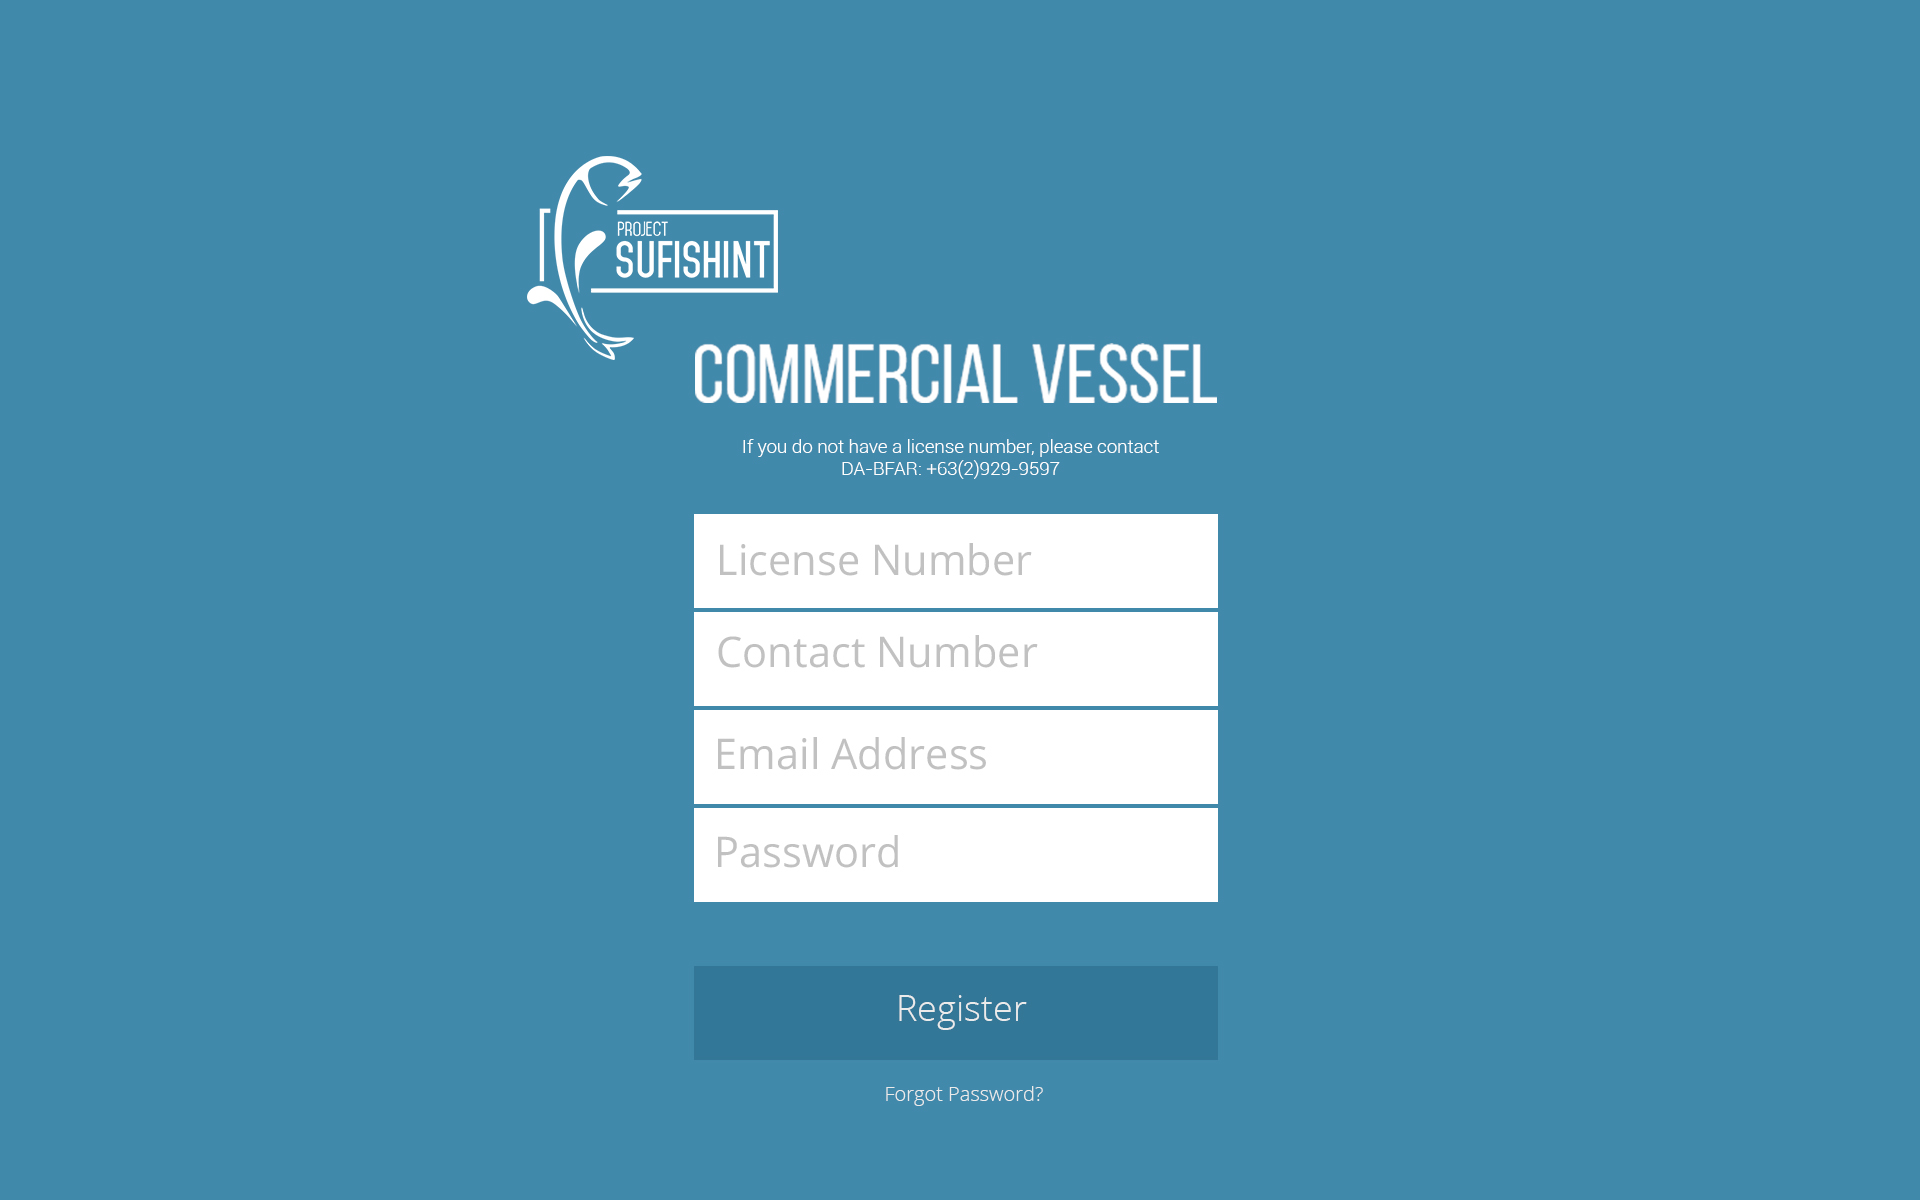 PROJECT
SUFISHINT
COMMERCIAL VESSEL
If you do not have a license number, please contact
DA-BFAR: +63(2)929-9597
License Number
Contact Number
Email Address
Password
Register
Forgot Password?